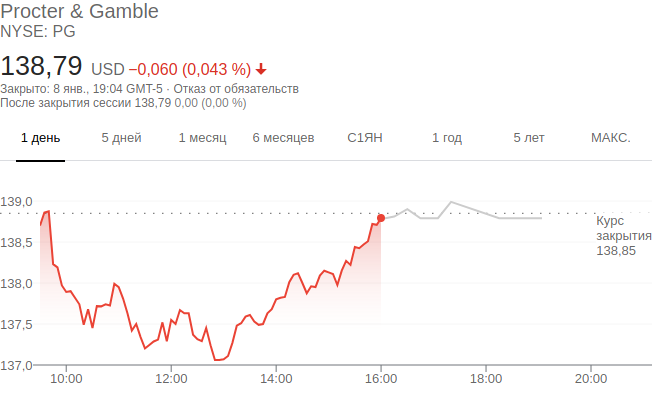 Procter & Gamble
NYSE: PG
138,79 USD −0,060 (0,043 %)
Закрыто: 8 янв., 19:04 GMT-5 · Отказ от обязательств
После закрытия сессии 138,79 0,00 (0,00 %)
1 день 5 дней 1 месяц 6 месяцев С1ЯН 1 год 5 лет МАКС.
139,0
138,5
138,0
137,5
137,0
Курс
закрытия
138,85
10:00 12:00 14:00 16:00 18:00 20:00